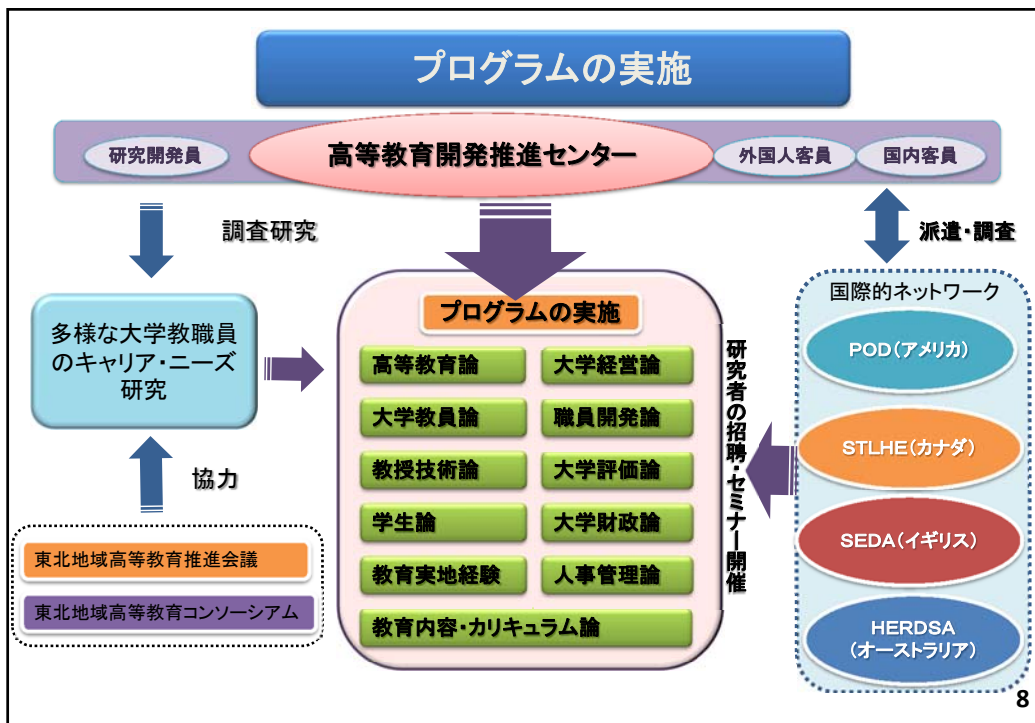 プログラムの実施
研究開発員
高等教育開発推進センター
外国人客員
国内客員
調査研究
派遣・調査
多様な大学教職員
のキャリア・ニーズ
研究
協力
東北地域高等教育推進会議
東北地域高等教育コンソーシアム
プログラムの実施
高等教育論
大学経営論
大学教員論
職員開発論
教授技術論
大学評価論
学生論
大学財政論
教育実地経験
人事管理論
教育内容・カリキュラム論
研究者の招聘・セミナー開催
国際的ネットワーク
POD(アメリカ)
STLHE(カナダ)
SEDA(イギリス)
HERDSA
(オーストラリア)
8